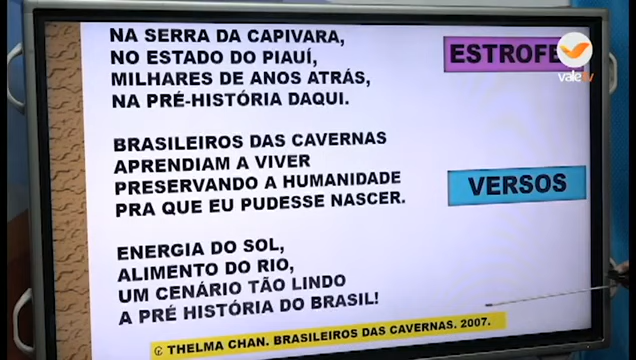 NA SERRA DA CAPIVARA,
NO ESTADO DO PIAUÍ,
MILHARES DE ANOS ATRÁS,
NA PRÉ-HISTÓRIA DAQUI.
BRASILEIROS DAS CAVERNAS
APRENDIAM A VIVER
PRESERVANDO A HUMANIDADE
PRA QUE EU PUDESSE NASCER.
ENERGIA DO SOL,
ALIMENTO DO RIO,
UM CENÁRIO TÃO LINDO
A PRÉ HISTÓRIA DO BRASIL!
THELMA CHAN. BRASILEIROS DAS CAVERNAS. 2007.
VERSOS
vale tv